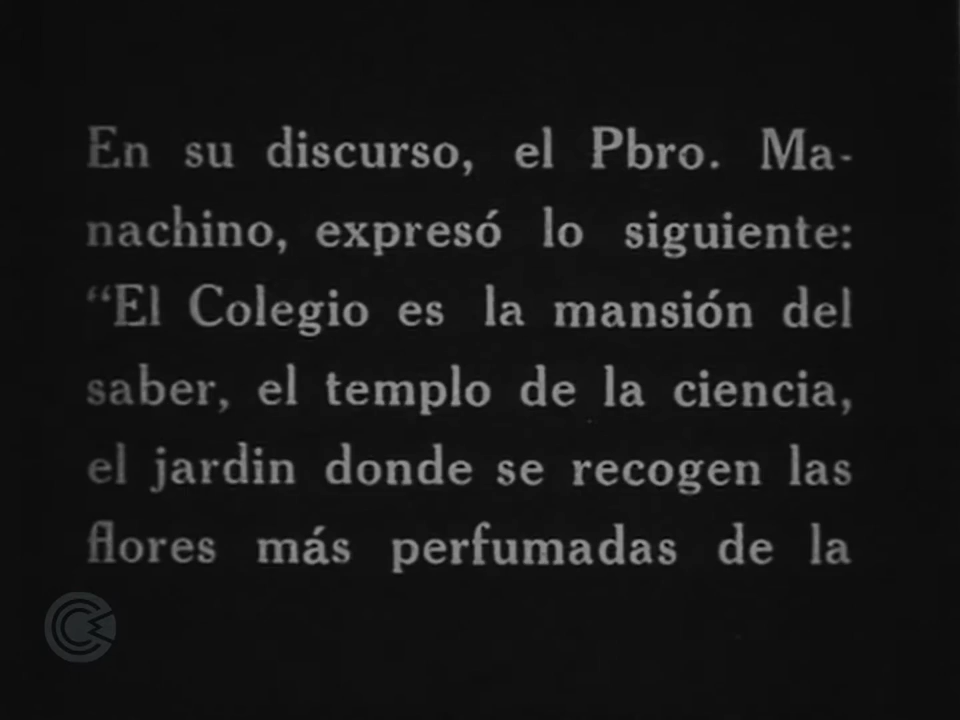 En su discurso, el Pbro. Ma-
nachino, expresó lo siguiente:
“El Colegio es la mansión del
saber, el templo de la ciencia,
el jardin donde se recogen las
flores más perfumadas de la